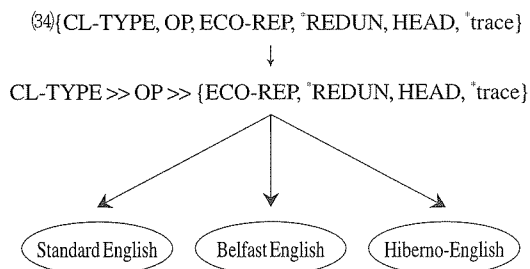 (34){CL-TYPE, OP, ECO-REP, *REDUN, HEAD, *trace}
CL-TYPE >> OP >> {ECO-REP, *REDUN, HEAD, *trace}
Standard English Belfast English Hiberno-English